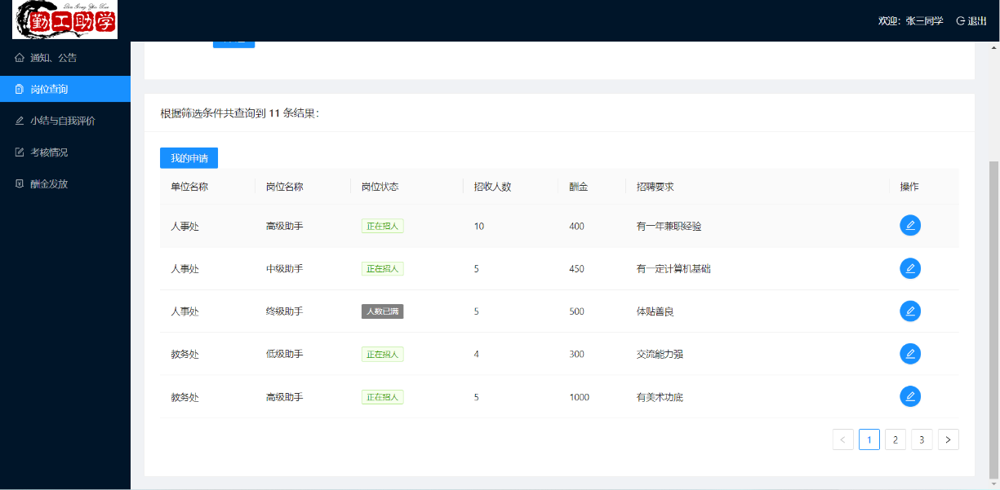 勤工助学
欢迎：张三同学 退出
通知、公告
岗位查询
小结与自我评价
考核情况
酬金发放
根据筛选条件共查询到 11 条结果：
我的申请
单位名称 岗位名称 岗位状态 招收人数 酬金 招聘要求 操作
人事处 高级助手 正在招人 10 400 有一年兼职经验
人事处 中级助手 正在招人 5 450 有一定计算机基础
人事处 终级助手 人数已满 5 500 体贴善良
教务处 低级助手 正在招人 4 300 交流能力强
教务处 高级助手 正在招人 5 1000 有美术功底
< 1 2 3 >